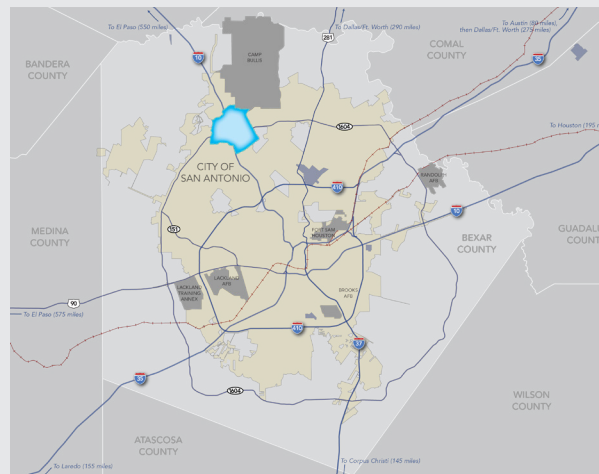 To El Paso (550 miles)
To Dallas/Ft. Worth (290 miles)
To Austin (80 miles),
then Dallas/Ft. Worth (275 miles)
281
COMAL
COUNTY
35
10
CAMP
BULLIS
BANDERA
COUNTY
To Houston (195 m
1604
CITY OF
SAN ANTONIO
RANDOLPH
AFB
410
10
151
FORT SAM
HOUSTON
MEDINA
COUNTY
BEXAR
COUNTY
GUADALU
COUNT
LACKLAND
AFB
LACKLAND
TRAINING
ANNEX
BROOKS
AFB
90
To El Paso (575 miles)
410
37
35
1604
WILSON
COUNTY
ATASCOSA
COUNTY
To Laredo (155 miles)
To Corpus Christi (145 miles)